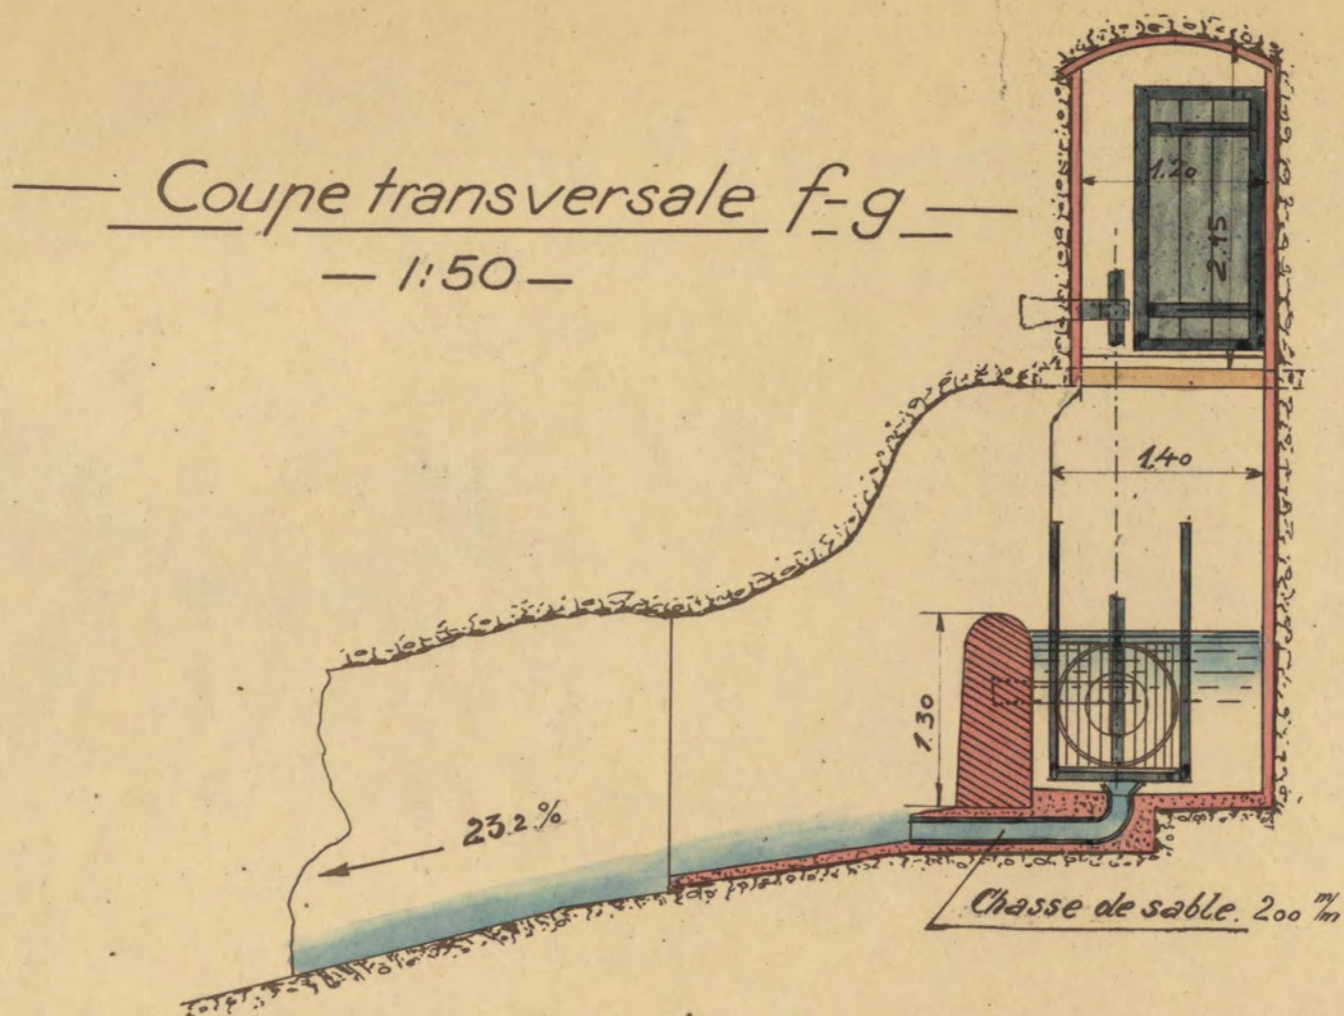 — Coupe transversale f-g —
— 1:50 —
1.20
2.15
1.40
1.30
23.2.%
Chasse de sable. 200 m/m